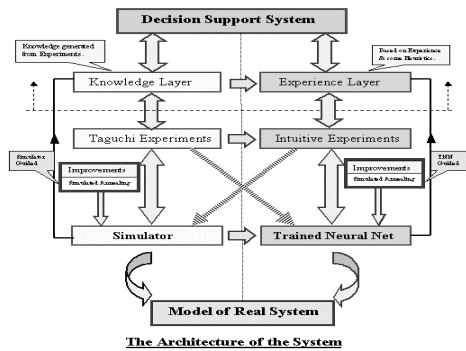 Decision Support System
Knowledge generated
from Experiments.
Based on Experience
& some Heuristics.
Knowledge Layer
Experience Layer
Taguchi Experiments
Intuitive Experiments
Simulator
Guided
TNN
Guided
Improvements
Simulated Annealing
Improvements
Simulated Annealing
Simulator
Trained Neural Net
Model of Real System
The Architecture of the System